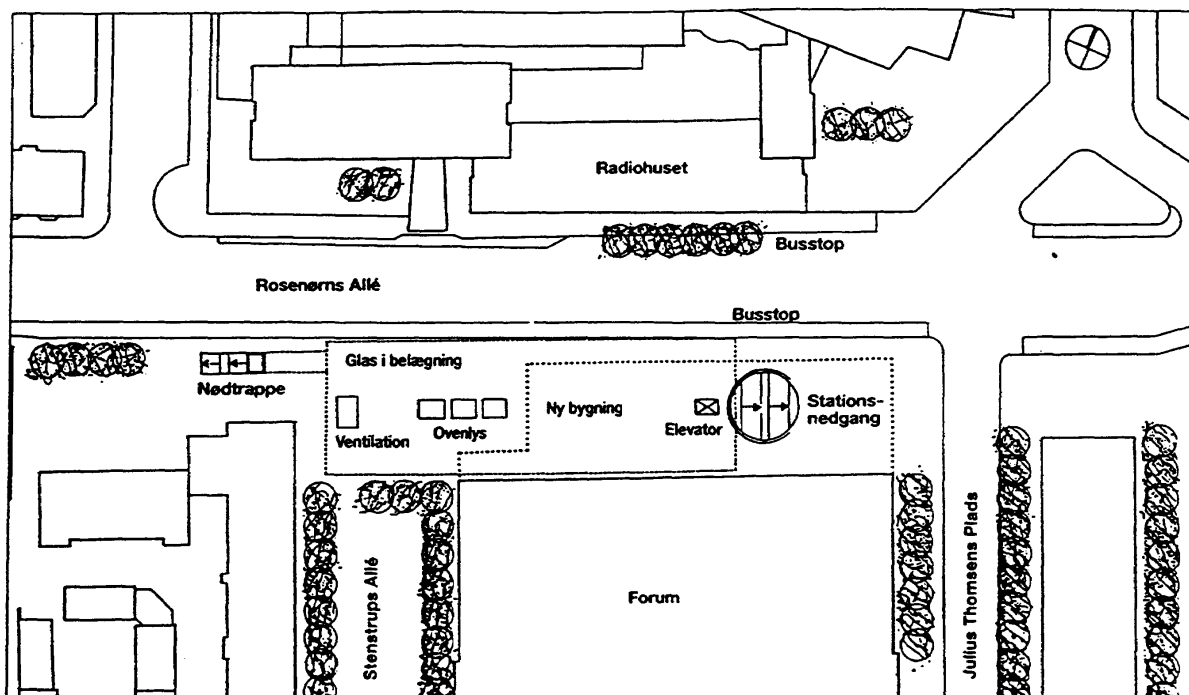 Radiohuset
Busstop
Rosenørns Allé
Busstop
Glas i belægning
Nødtrappe
Ny bygning
Stations-
nedgang
Ventilation
Ovenlys
Elevator
Stenstrups Allé
Forum
Julius Thomsens Plads